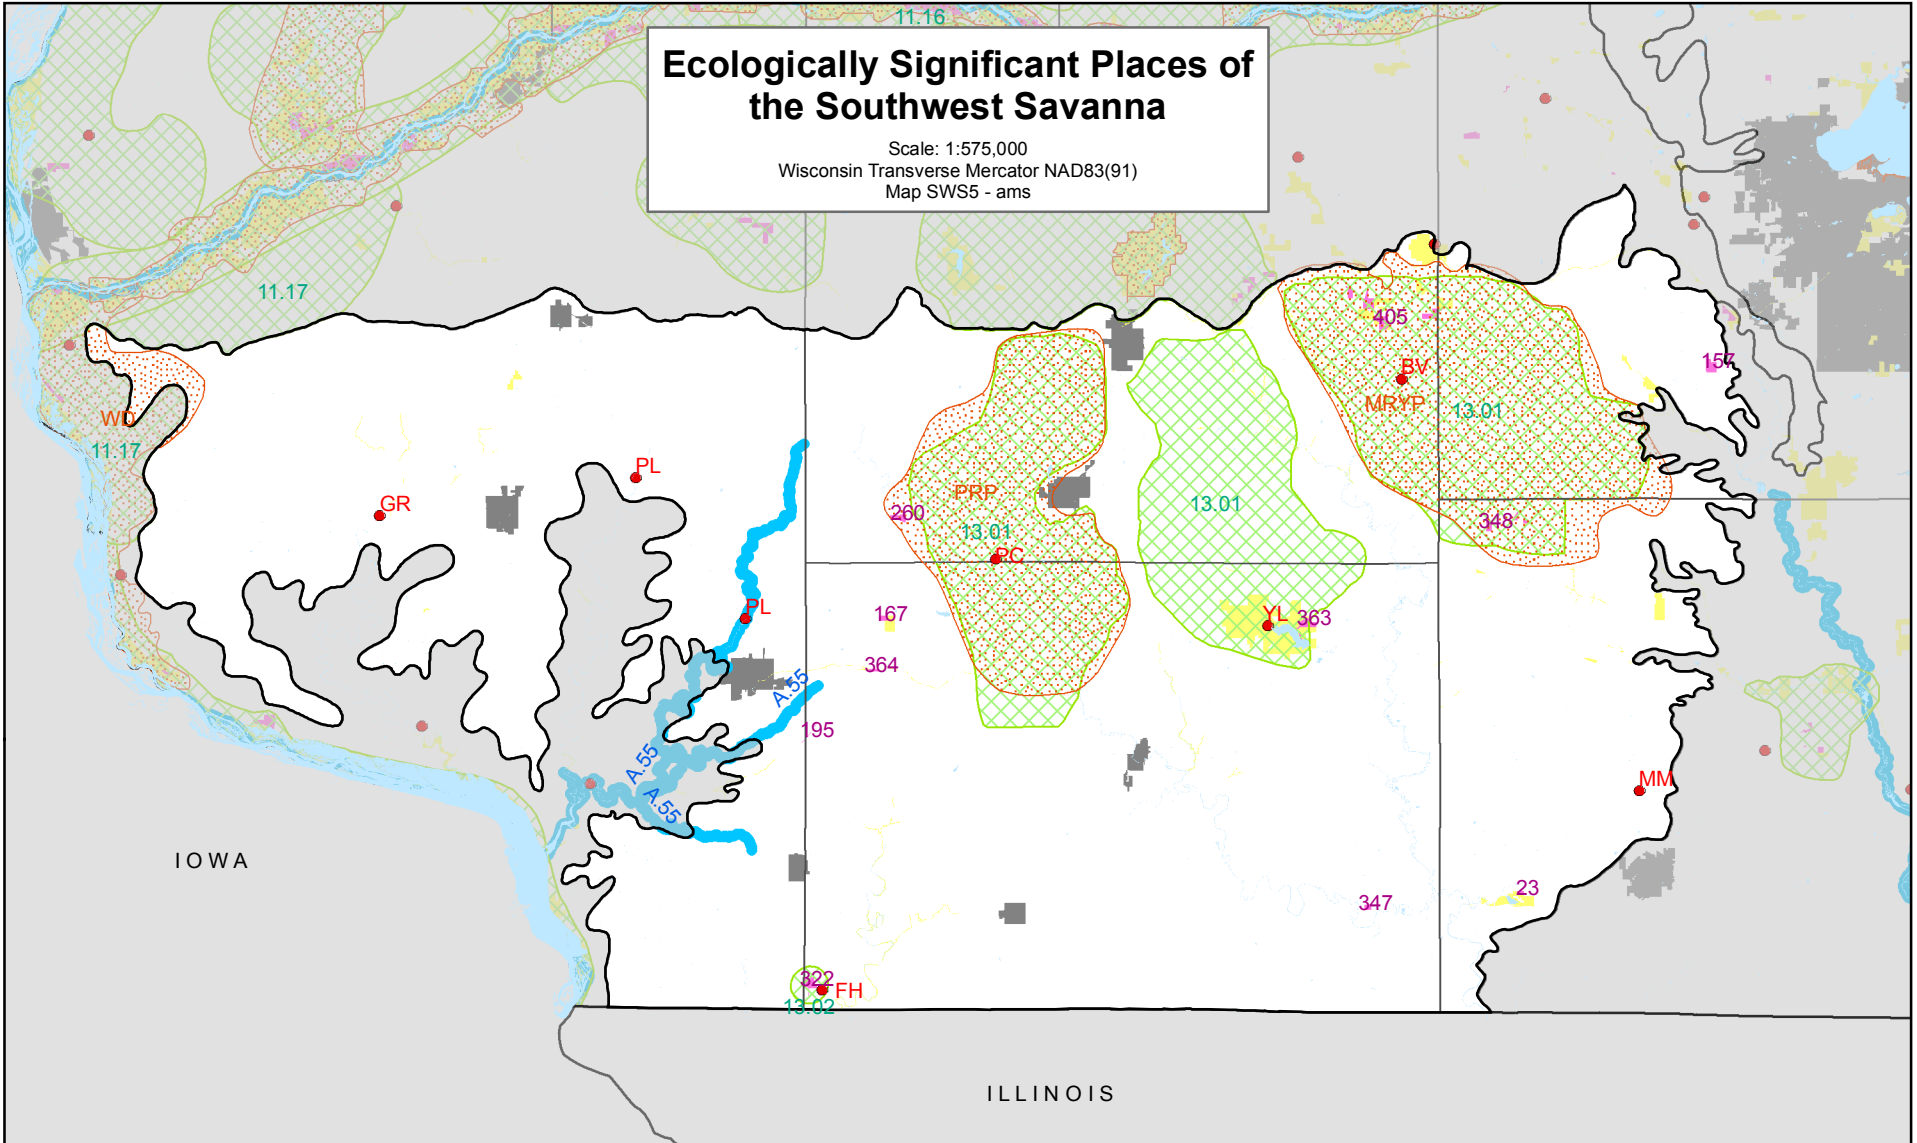 11.16
Ecologically Significant Places of
the Southwest Savanna
Scale: 1:575,000
Wisconsin Transverse Mercator NAD83(91)
Map SWS5 - ams
11.17
405
157
BV
MRYP
13.01
WD
11.17
PL
GR
PRP
260
13.01
13.01
348
PC
PL
167
YL
363
364
A.55
195
A.55
A.55
MM
IOWA
23
347
322
FH
13.02
ILLINOIS